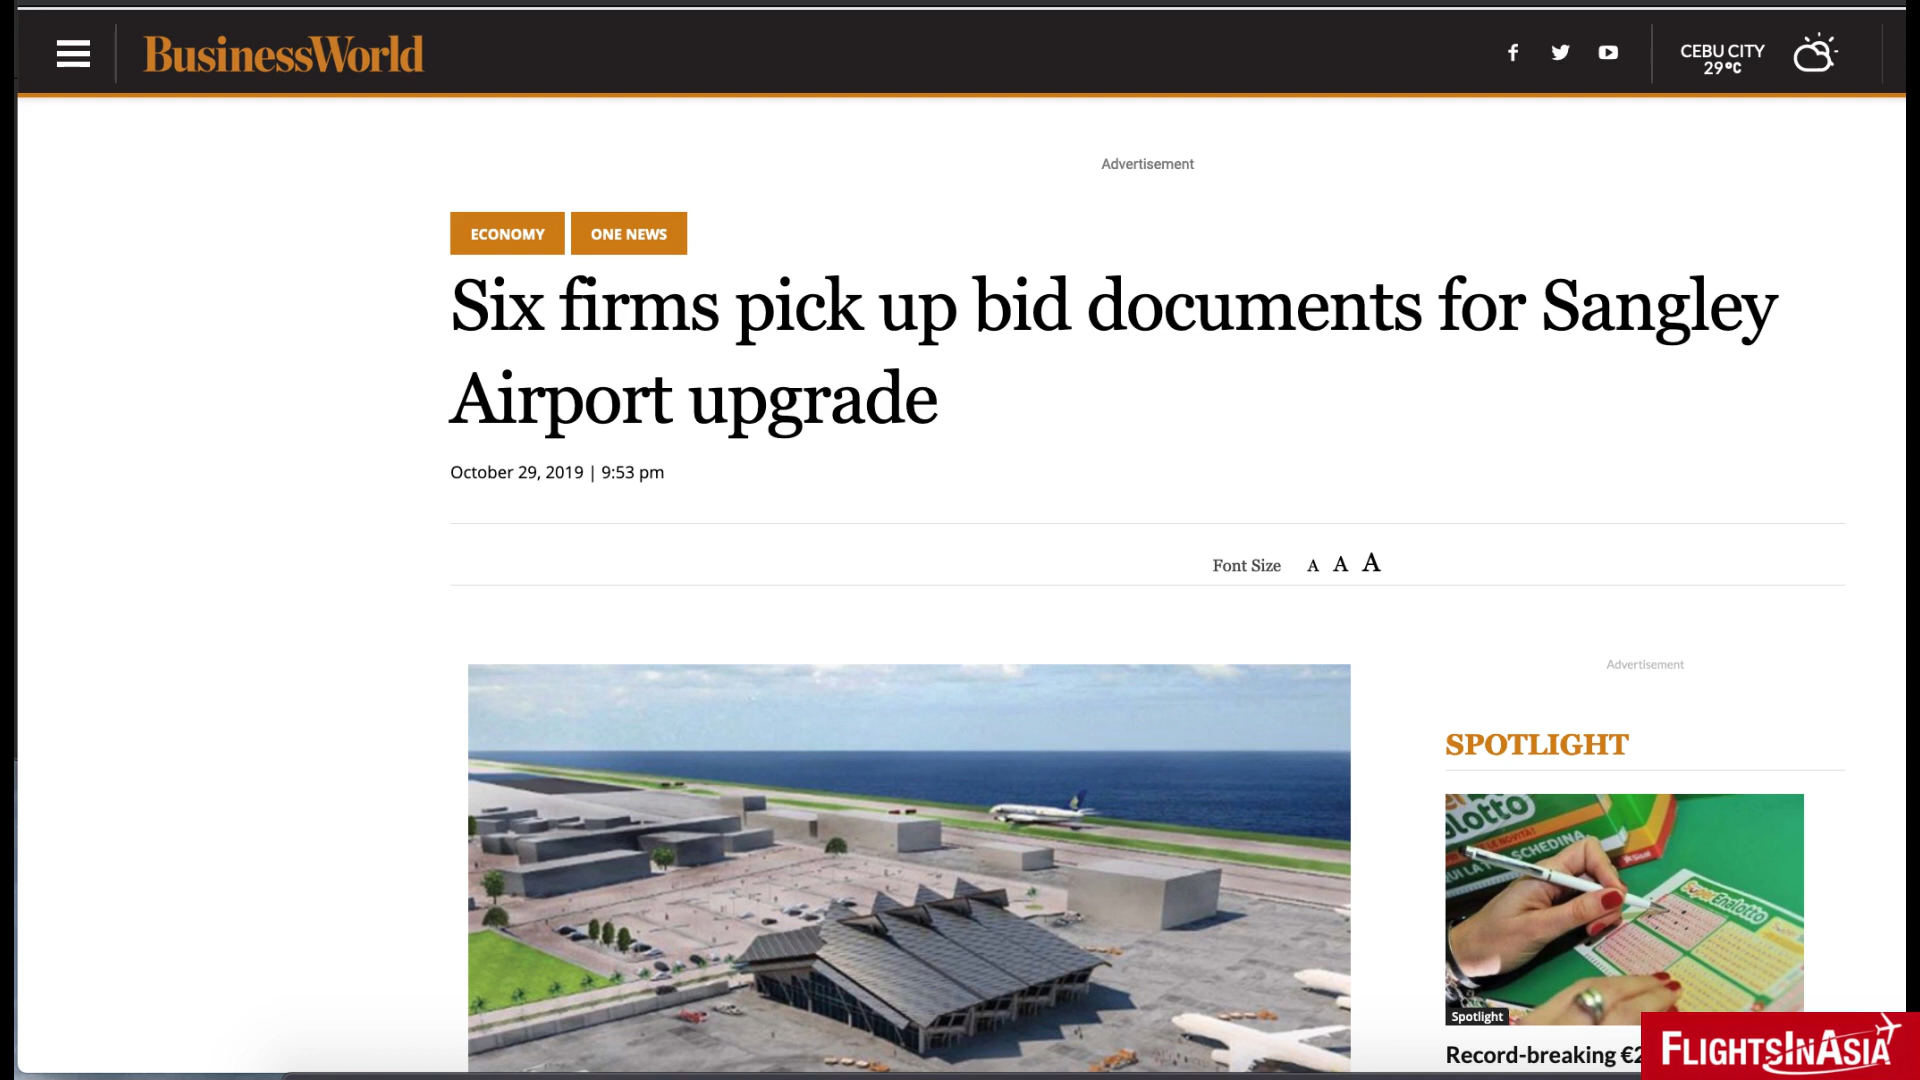 BusinessWorld
CEBU CITY
29°C
Advertisement
ECONOMY
ONE NEWS
Six firms pick up bid documents for Sangley
Airport upgrade
October 29, 2019 | 9:53 pm
Font Size A A A
Advertisement
SPOTLIGHT
lotto
SCHEDINA
SuperEnalotto
Spotlight
Record-breaking €2
FLIGHTSINASIA